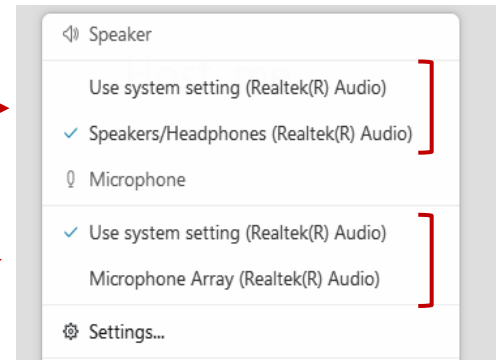 Speaker
Use system setting (Realtek(R) Audio)
Speakers/Headphones (Realtek(R) Audio)
Microphone
Use system setting (Realtek(R) Audio)
Microphone Array (Realtek(R) Audio)
Settings...